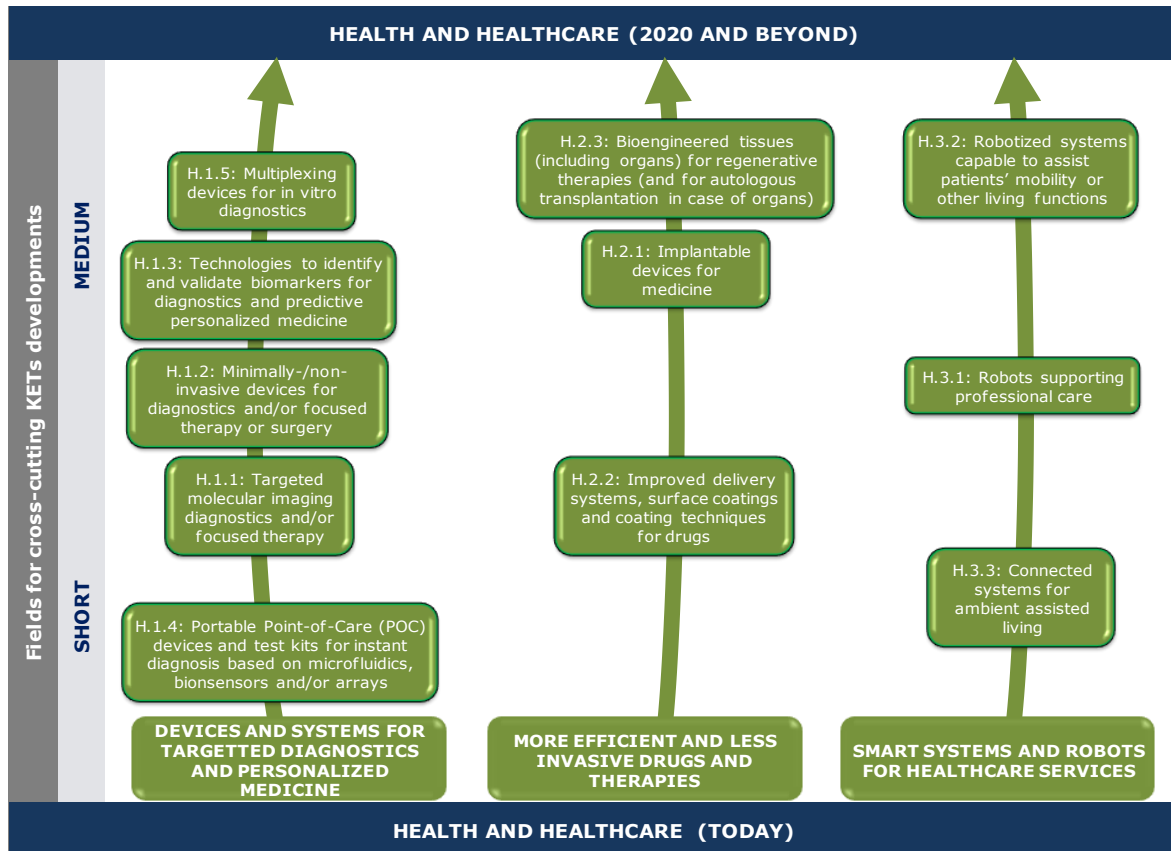 HEALTH AND HEALTHCARE (2020 AND BEYOND)
Fields for cross-cutting KETs developments
MEDIUM
SHORT
H.1.5: Multiplexing
devices for in vitro
diagnostics
H.1.3: Technologies to identify
and validate biomarkers for
diagnostics and predictive
personalized medicine
H.1.2: Minimally-/non-
invasive devices for
diagnostics and/or focused
therapy or surgery
H.1.1: Targeted
molecular imaging
diagnostics and/or
focused therapy
H.1.4: Portable Point-of-Care (POC)
devices and test kits for instant
diagnosis based on microfluidics,
bionsensors and/or arrays
DEVICES AND SYSTEMS FOR
TARGETTED DIAGNOSTICS
AND PERSONALIZED
MEDICINE
H.2.3: Bioengineered tissues
(including organs) for regenerative
therapies (and for autologous
transplantation in case of organs)
H.2.1: Implantable
devices for
medicine
H.2.2: Improved delivery
systems, surface coatings
and coating techniques
for drugs
MORE EFFICIENT AND LESS
INVASIVE DRUGS AND
THERAPIES
H.3.2: Robotized systems
capable to assist
patients’ mobility or
other living functions
H.3.1: Robots supporting
professional care
H.3.3: Connected
systems for
ambient assisted
living
SMART SYSTEMS AND ROBOTS
FOR HEALTHCARE SERVICES
HEALTH AND HEALTHCARE (TODAY)